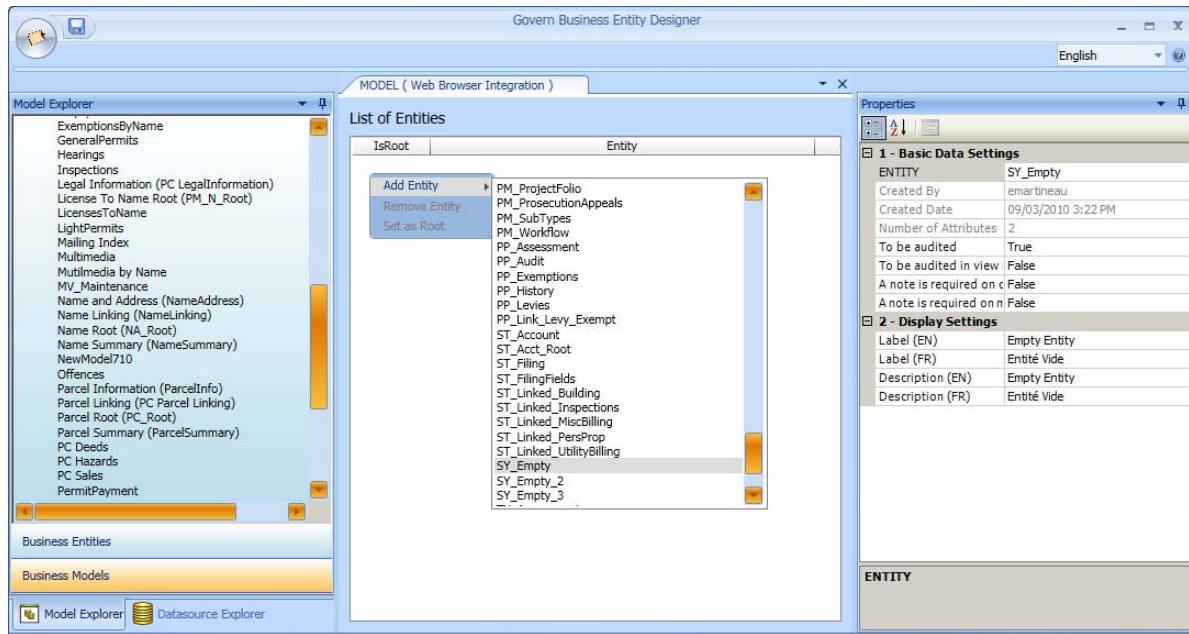 Govern Business Entity Designer
English
Model Explorer
ExemptionsByName
GeneralPermits
Hearings
Inspections
Legal Information (PC LegalInformation)
License To Name Root (PM_N_Root)
LicensesToName
LightPermits
Mailing Index
Multimedia
Mutilmedia by Name
MV_Maintenance
Name and Address (NameAddress)
Name Linking (NameLinking)
Name Root (NA_Root)
Name Summary (NameSummary)
NewModel710
Offences
Parcel Information (ParcelInfo)
Parcel Linking (PC Parcel Linking)
Parcel Root (PC_Root)
Parcel Summary (ParcelSummary)
PC Deeds
PC Hazards
PC Sales
PermitPayment
Business Entities
Business Models
Model Explorer
Datasource Explorer
MODEL ( Web Browser Integration )
List of Entities
IsRoot Entity
Add Entity
Remove Entity
Set as Root
PM_ProjectFolio
PM_ProsecutionAppeals
PM_SubTypes
PM_Workflow
PP_Assessment
PP_Audit
PP_Exemptions
PP_History
PP_Levies
PP_Link_Levy_Exempt
ST_Account
ST_Acct_Root
ST_Filing
ST_FilingFields
ST_Linked_Building
ST_Linked_Inspections
ST_Linked_MiscBilling
ST_Linked_PersProp
ST_Linked_UtilityBilling
SY_Empty
SY_Empty_2
SY_Empty_3
Properties
1 - Basic Data Settings
ENTITY SY_Empty
Created By emartineau
Created Date 09/03/2010 3:22 PM
Number of Attributes 2
To be audited True
To be audited in view False
A note is required on c False
A note is required on n False
2 - Display Settings
Label (EN) Empty Entity
Label (FR) Entité Vide
Description (EN) Empty Entity
Description (FR) Entité Vide
ENTITY